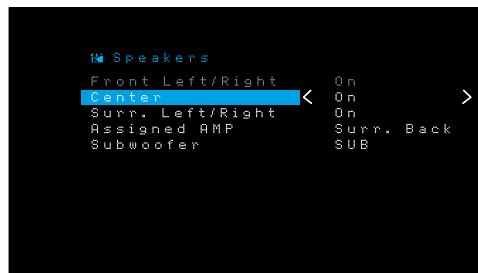 Speakers
Front Left/Right On
Center < On >
Surr. Left/Right On
Assigned AMP Surr. Back
Subwoofer SUB